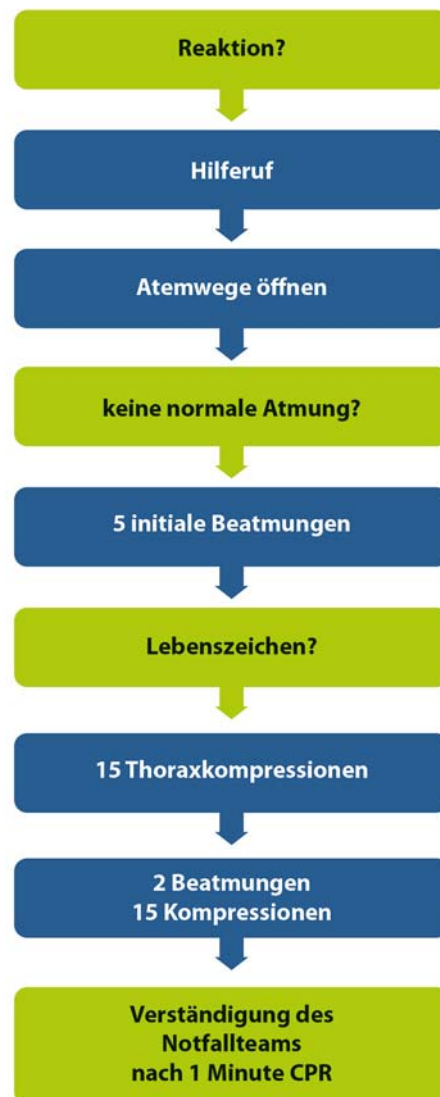 Reaktion?
Hilferuf
Atemwege öffnen
keine normale Atmung?
5 initiale Beatmungen
Lebenszeichen?
15 Thoraxkompressionen
2 Beatmungen
15 Kompressionen
Verständigung des
Notfallteams
nach 1 Minute CPR